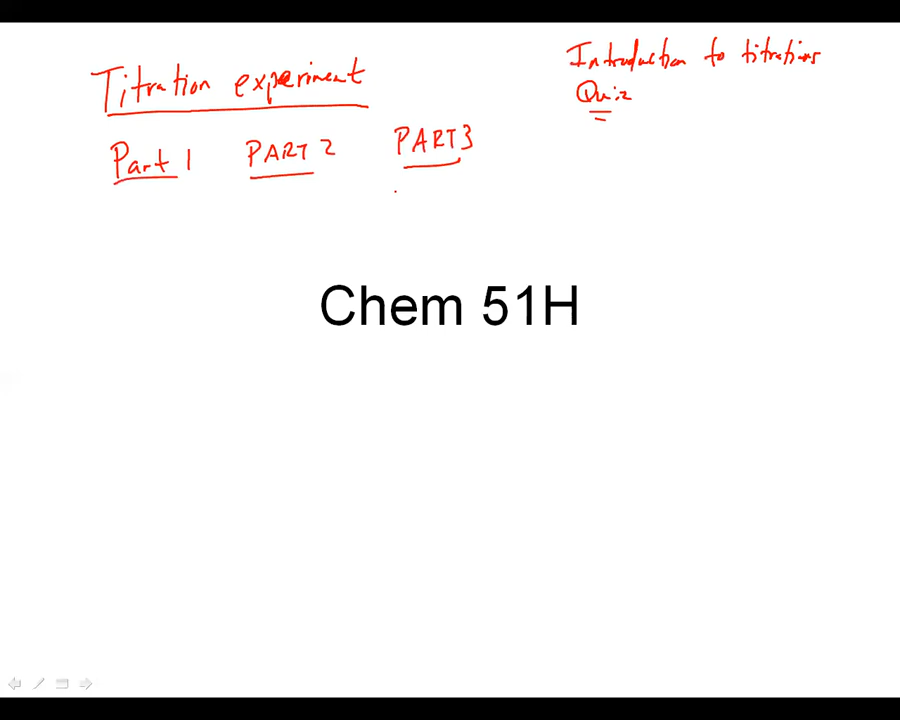 Titration experiment
Introduction to titrations
Quiz
Part 1 PART 2 PART 3
Chem 51H